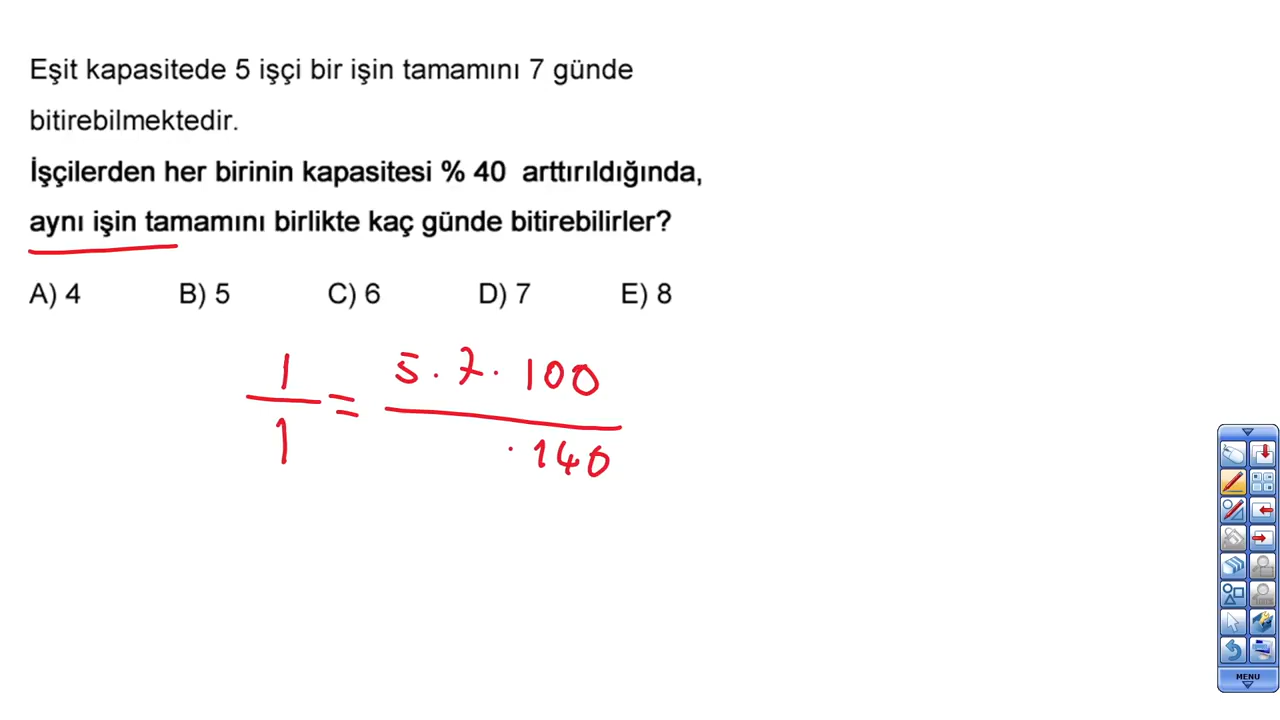 Eşit kapasitede 5 işçi bir işin tamamını 7 günde
bitirebilmektedir.
İşçilerden her birinin kapasitesi % 40 arttırıldığında,
aynı işin tamamını birlikte kaç günde bitirebilirler?
A) 4 B) 5 C) 6 D) 7 E) 8
1 5 . 7 . 100
=
1 . 140
MENU